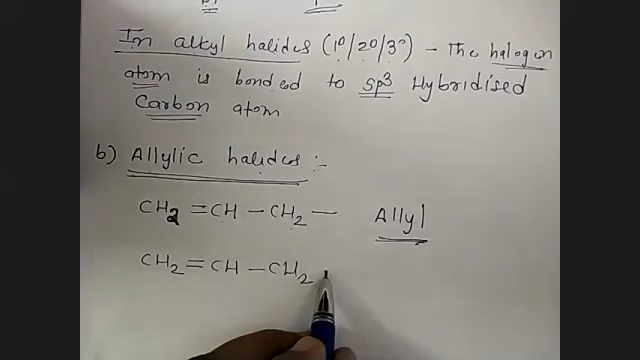 In alkyl halides (1°/2°/3°) - The halogen
atom is bonded to sp3 Hybridised
Carbon atom
b) Allylic halides :-
CH2 = CH - CH2 - Allyl
CH2 = CH - CH2